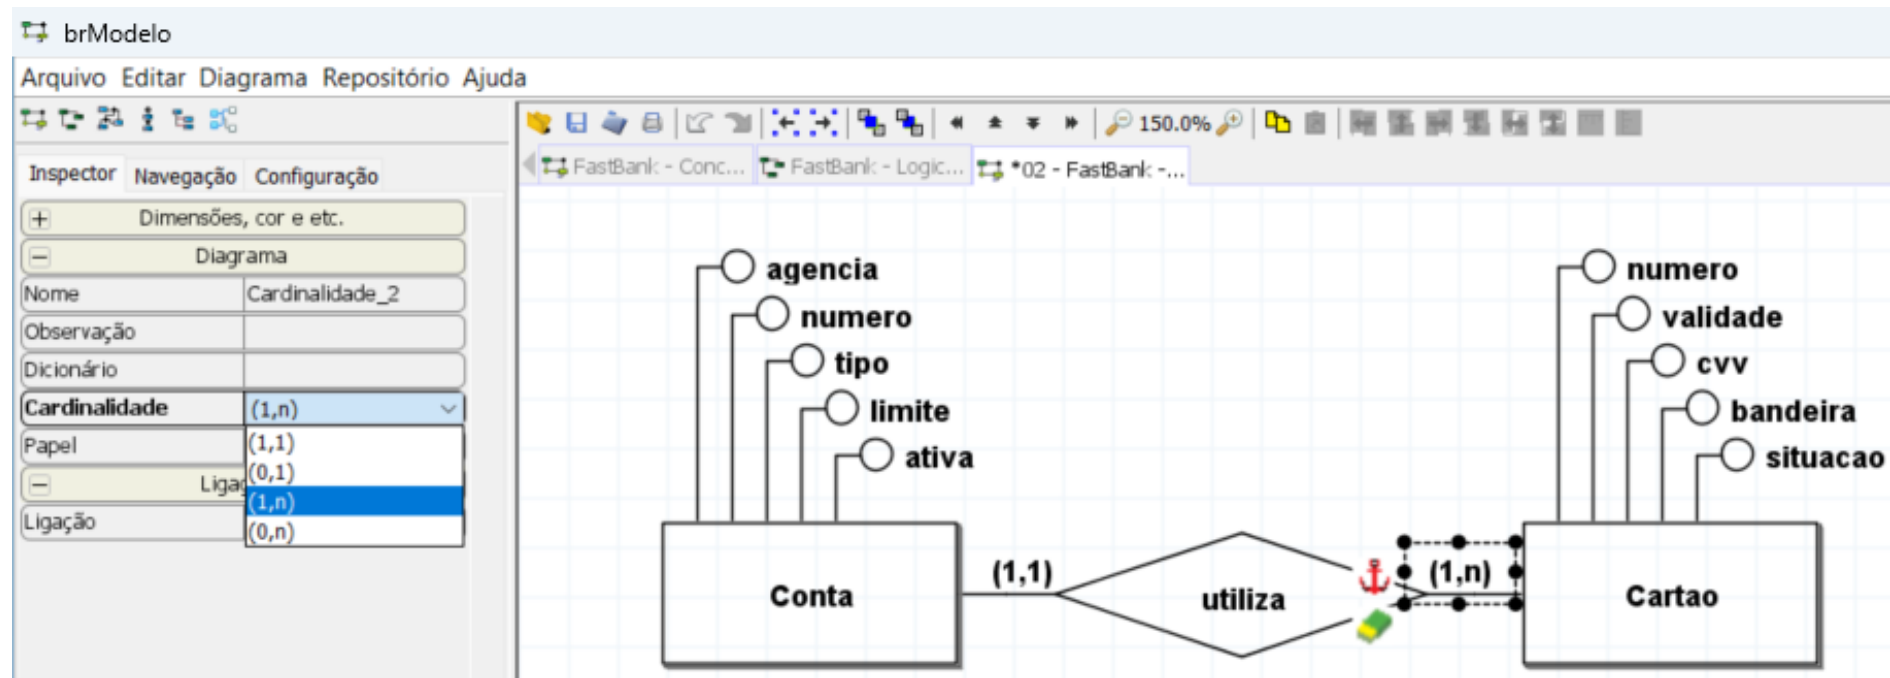 brModelo
Arquivo Editar Diagrama Repositório Ajuda
150.0%
Inspector Navegação Configuração
FastBank - Conc... FastBank - Logic... *02 - FastBank -...
Dimensões, cor e etc.
Diagrama
Nome Cardinalidade_2
Observação
Dicionário
Cardinalidade (1,n)
Papel (1,1)
(0,1)
Liga
(1,n)
Ligação (0,n)
agencia
numero
tipo
limite
ativa
numero
validade
cvv
bandeira
situacao
Conta
(1,1)
utiliza
(1,n)
Cartao